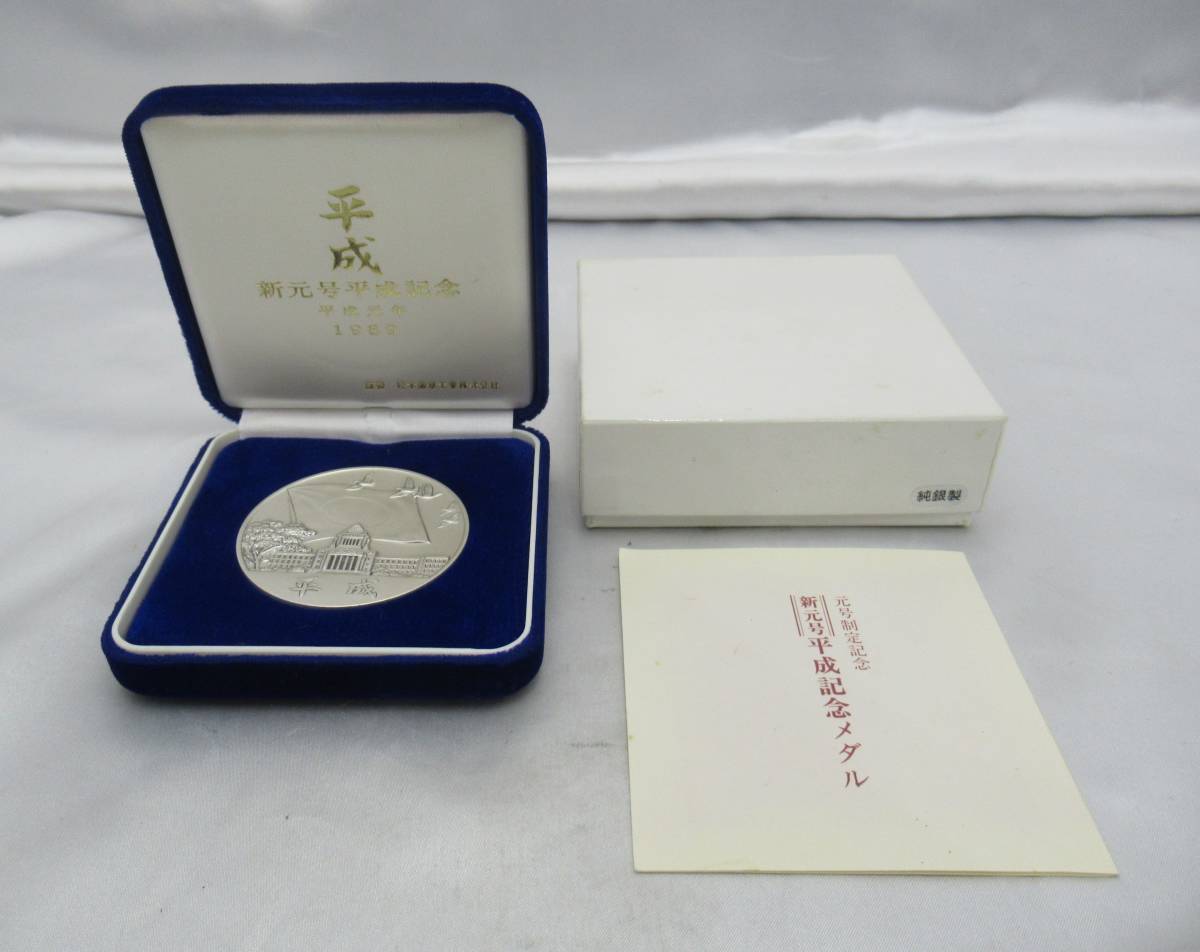 平
成
新元号平成記念
平成元年
1989
平 成
純銀製
元号制定記念
新元号平成記念メダル